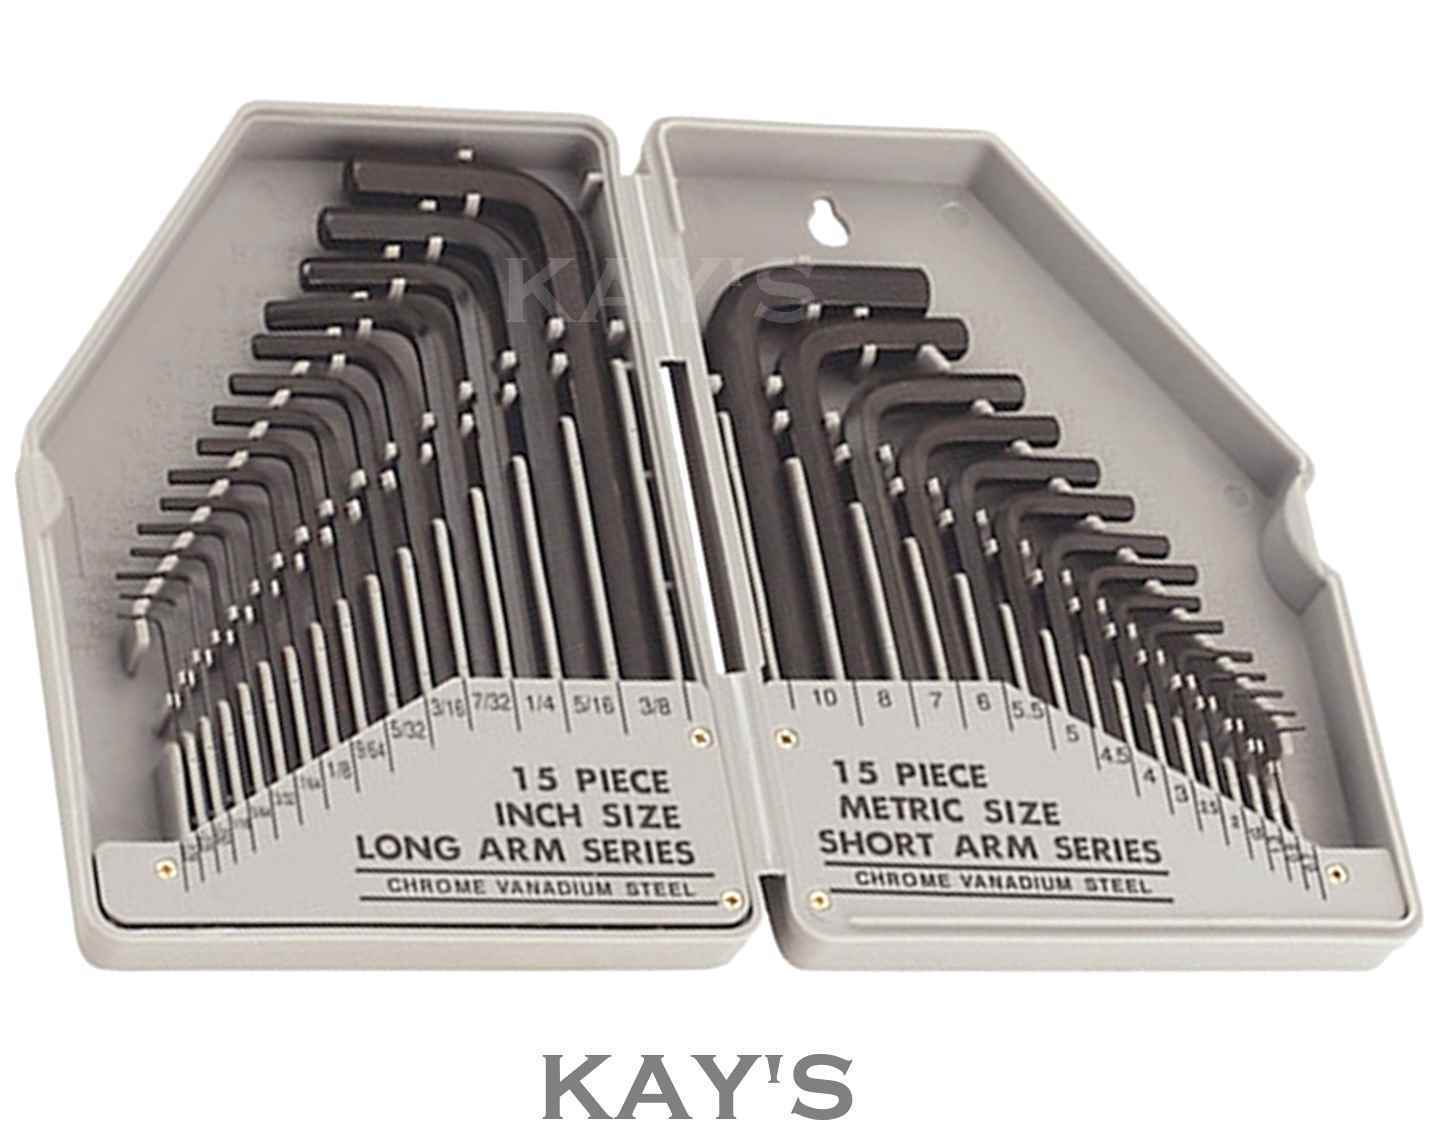 KAY'S
3/16 7/32 1/4 5/16 3/8
5/32
9/64
1/8
7/64
3/32
5/64
15 PIECE
INCH SIZE
LONG ARM SERIES
CHROME VANADIUM STEEL
10 8 7 6 5.5 5 4.5 4 3 2.5 2
15 PIECE
METRIC SIZE
SHORT ARM SERIES
CHROME VANADIUM STEEL
KAY'S